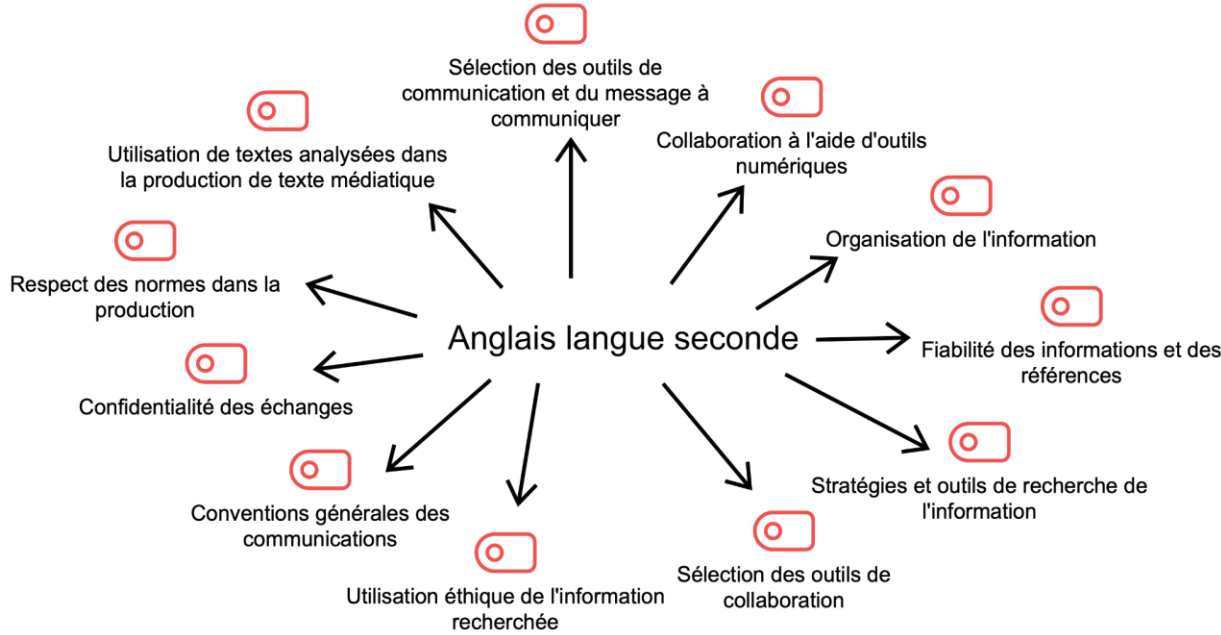 Sélection des outils de
communication et du message à
communiquer
Collaboration à l'aide d'outils
numériques
Utilisation de textes analysées dans
la production de texte médiatique
Organisation de l'information
Respect des normes dans la
production
Anglais langue seconde
Fiabilité des informations et des
références
Confidentialité des échanges
Stratégies et outils de recherche de
l'information
Conventions générales des
communications
Sélection des outils de
collaboration
Utilisation éthique de l'information
recherchée